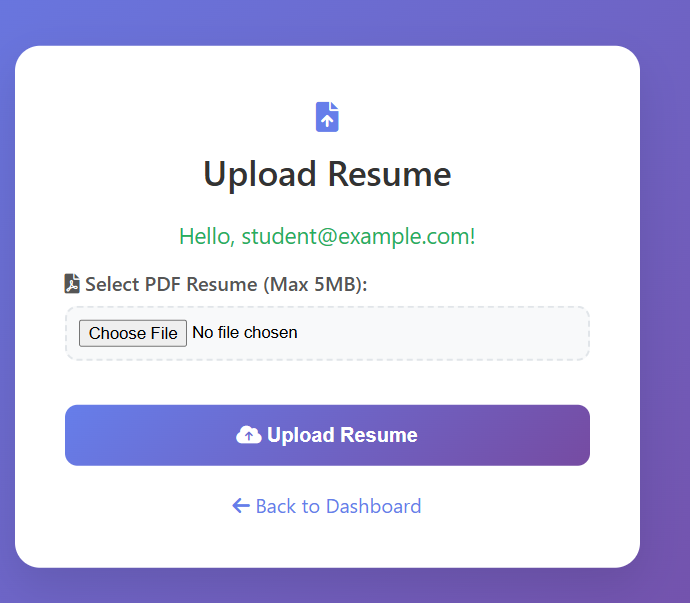 Upload Resume
Hello, student@example.com!
Select PDF Resume (Max 5MB):
Choose File No file chosen
Upload Resume
Back to Dashboard